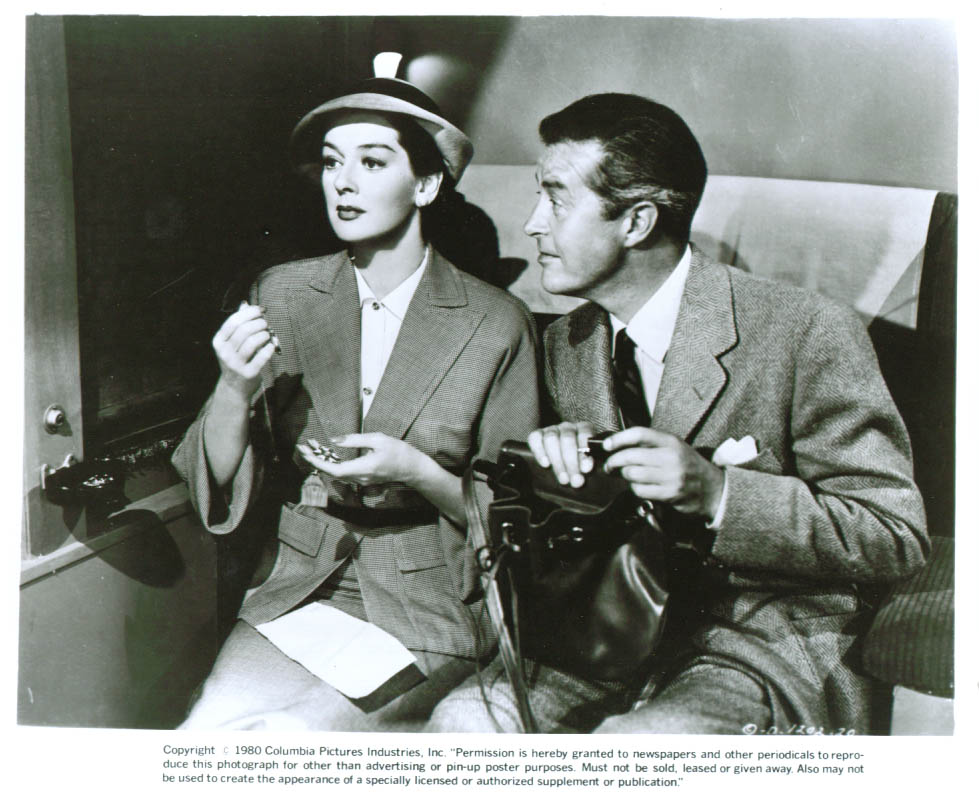 ©-D-1202-20
Copyright © 1980 Columbia Pictures Industries, Inc. "Permission is hereby granted to newspapers and other periodicals to repro-
duce this photograph for other than advertising or pin-up poster purposes. Must not be sold, leased or given away. Also may not
be used to create the appearance of a specially licensed or authorized supplement or publication."